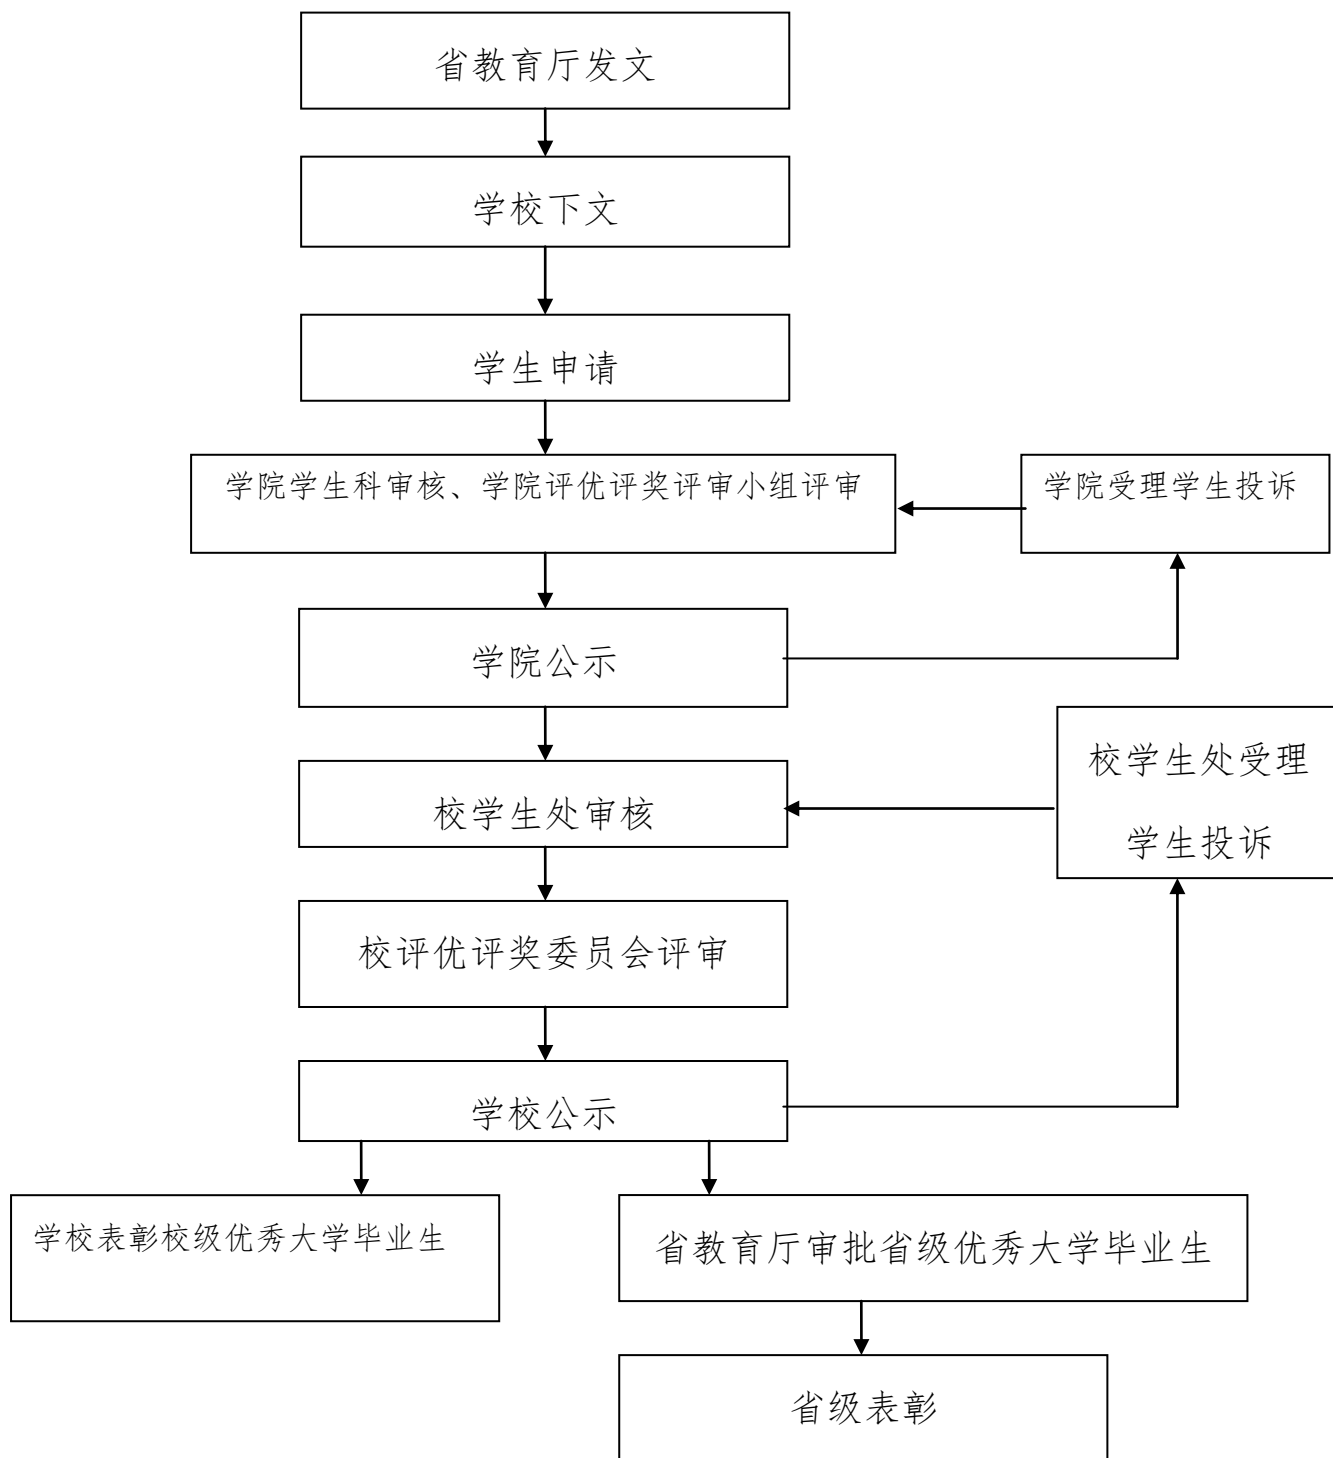 省教育厅发文
学校下文
学生申请
学院学生科审核、学院评优评奖评审小组评审
学院受理学生投诉
学院公示
校学生处受理
学生投诉
校学生处审核
校评优评奖委员会评审
学校公示
学校表彰校级优秀大学毕业生
省教育厅审批省级优秀大学毕业生
省级表彰